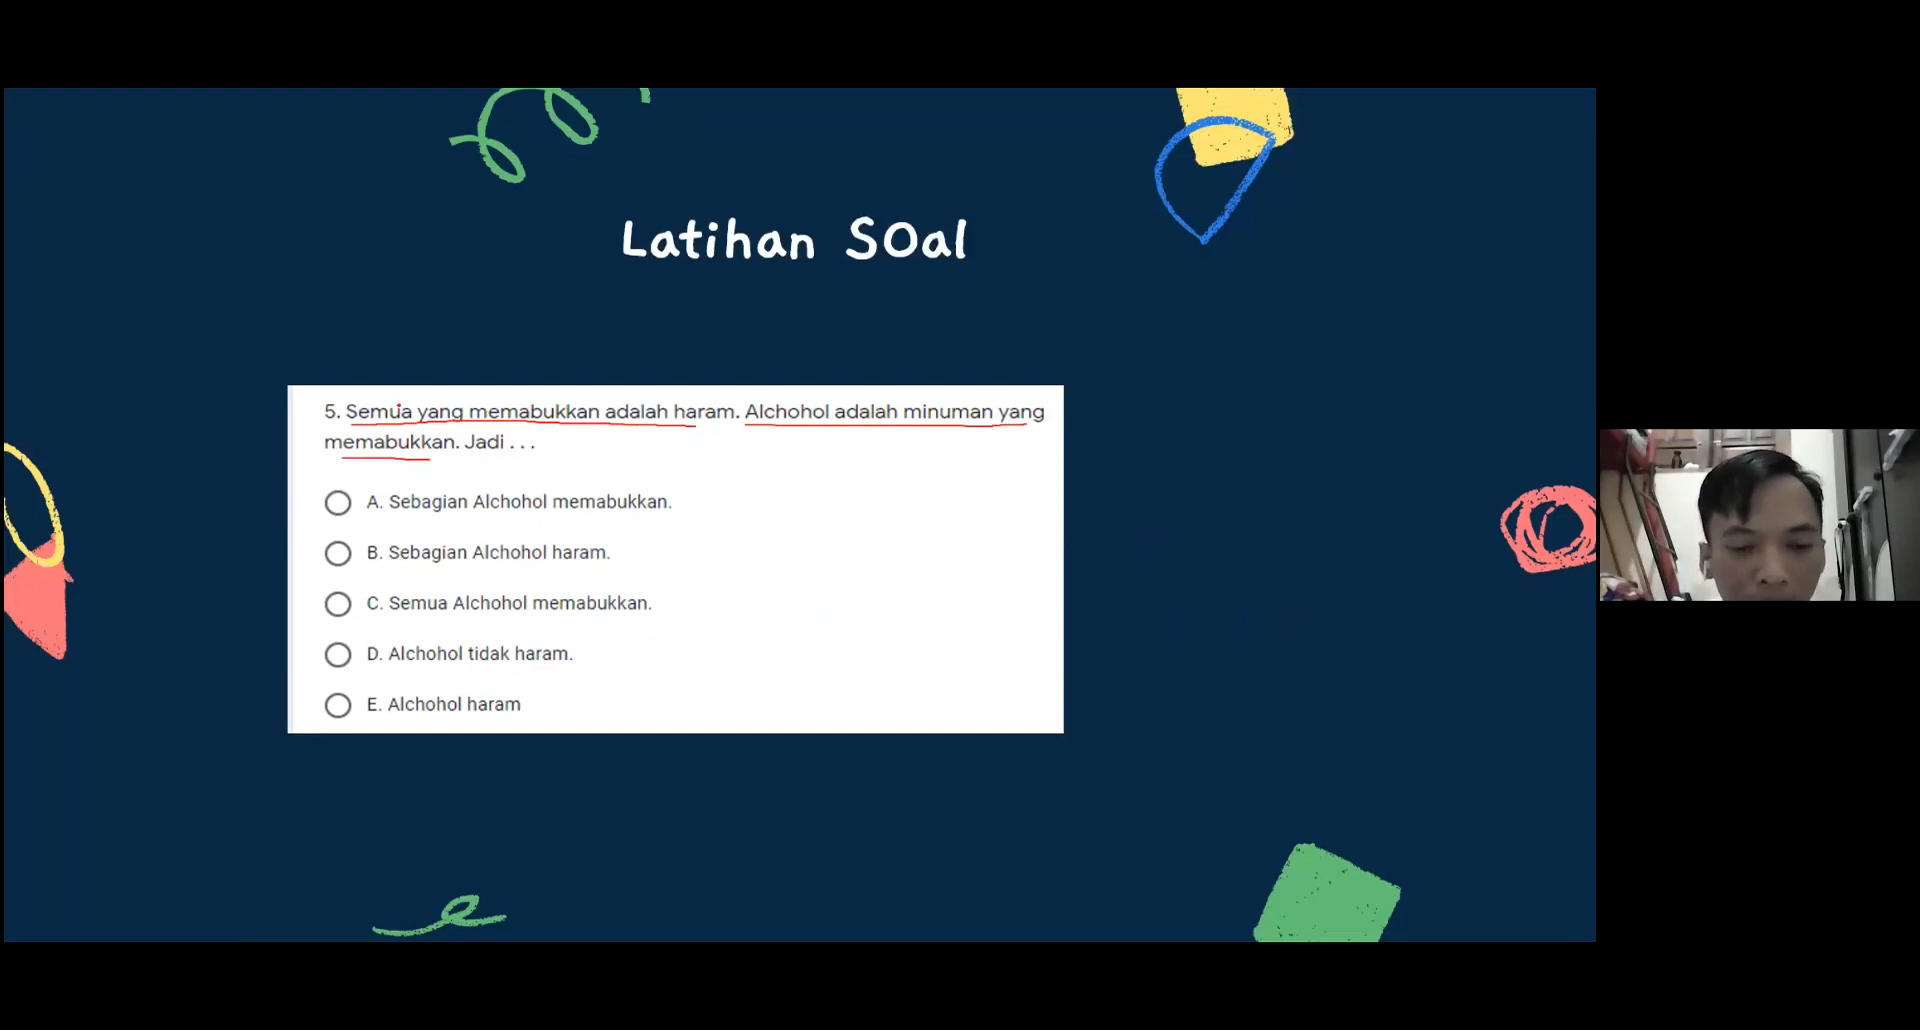 Latihan SOal
5. Semua yang memabukkan adalah haram. Alchohol adalah minuman yang
memabukkan. Jadi . . .
A. Sebagian Alchohol memabukkan.
B. Sebagian Alchohol haram.
C. Semua Alchohol memabukkan.
D. Alchohol tidak haram.
E. Alchohol haram